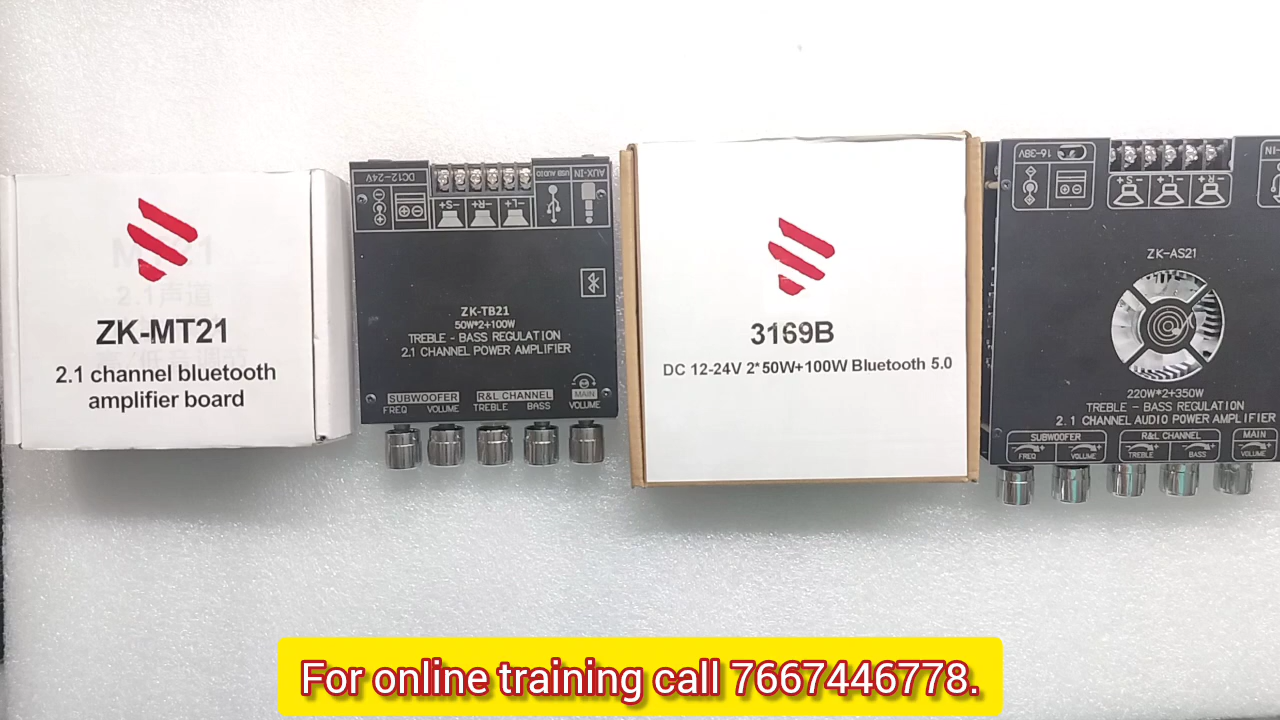 ZK-MT21
2.1 channel bluetooth
amplifier board
DC12-24V
+S-
+R-
+L-
USB AUDIO
AUX-IN
ZK-TB21
50W*2+100W
TREBLE - BASS REGULATION
2.1 CHANNEL POWER AMPLIFIER
SUBWOOFER
R&L CHANNEL
MAIN
FREQ
VOLUME
TREBLE
BASS
VOLUME
3169B
DC 12-24V 2*50W+100W Bluetooth 5.0
16-38V
+S-
+L-
+R-
ZK-AS21
220W*2+350W
TREBLE - BASS REGULATION
2.1 CHANNEL AUDIO POWER AMPLIFIER
SUBWOOFER
R&L CHANNEL
MAIN
FREQ
VOLUME
TREBLE
BASS
VOLUME
For online training call 7667446778.